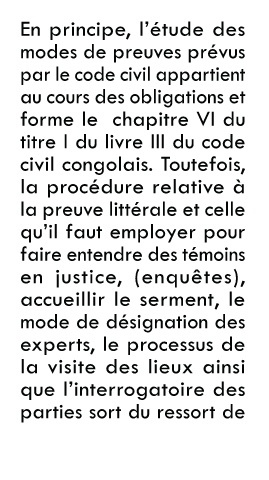 En principe, l’étude des
modes de preuves prévus
par le code civil appartient
au cours des obligations et
forme le  chapitre VI du
titre I du livre III du code
civil congolais. Toutefois,
la procédure relative à
la preuve littérale et celle
qu’il faut employer pour
faire entendre des témoins
en justice, (enquêtes),
accueillir le serment, le
mode de désignation des
experts, le processus de
la visite des lieux ainsi
que l’interrogatoire des
parties sort du ressort de